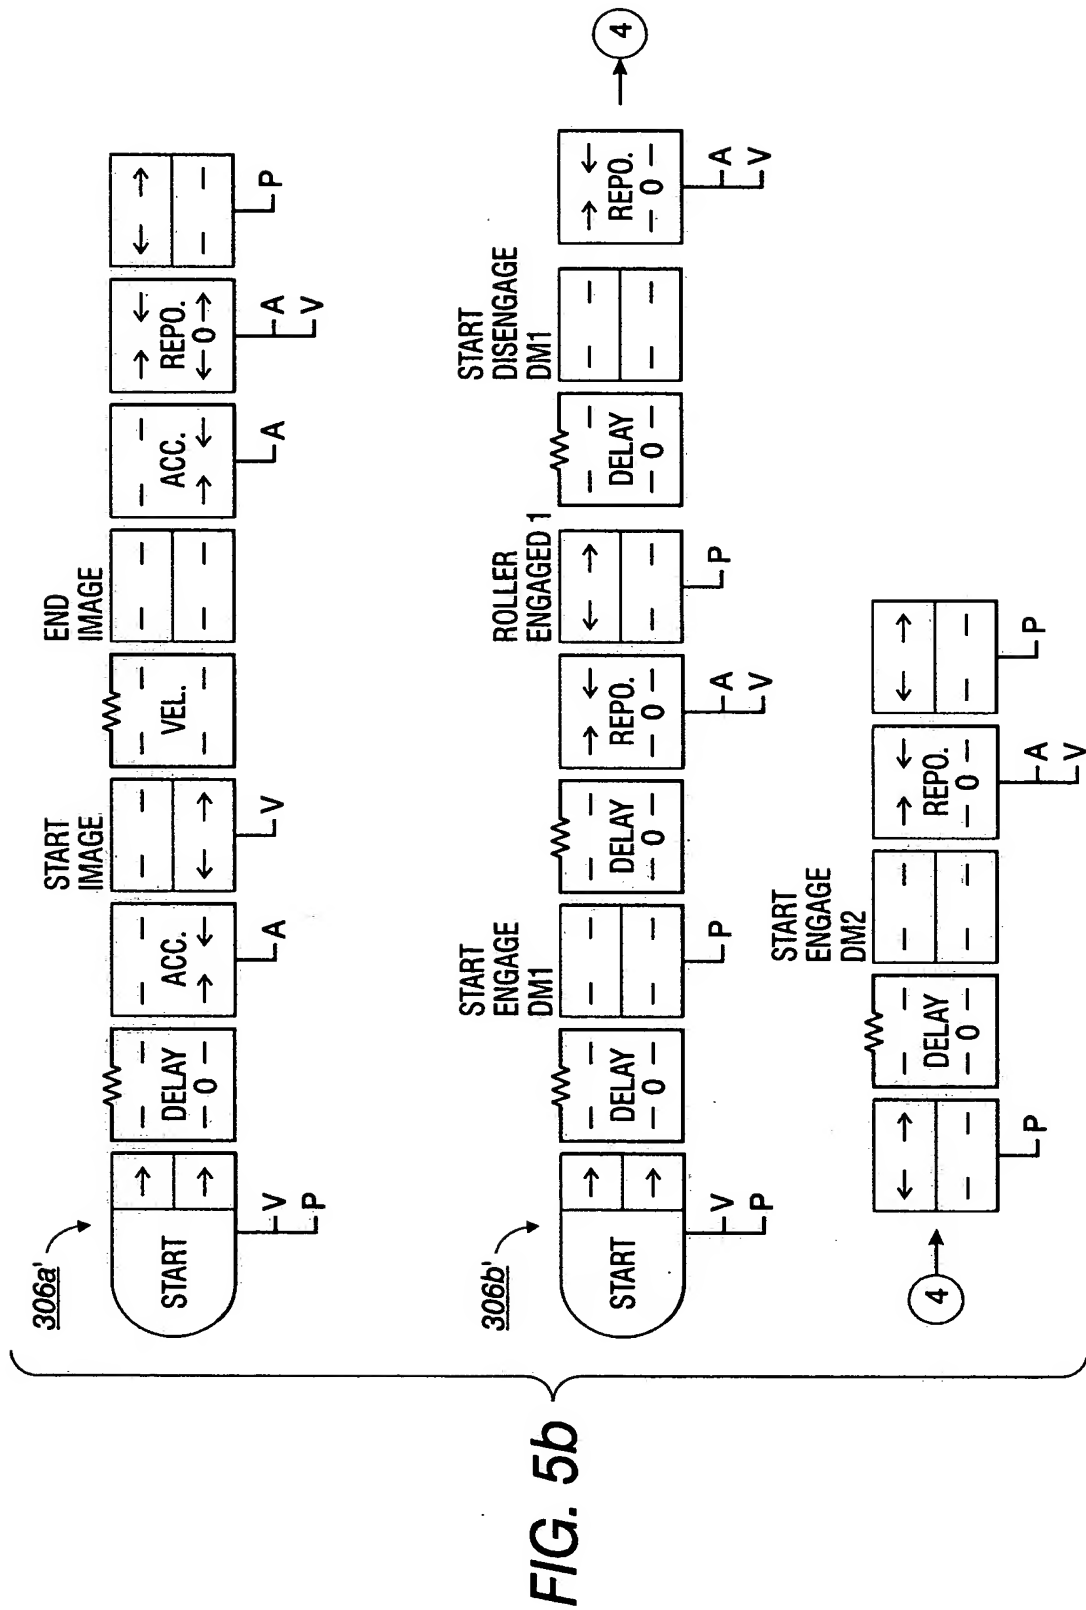 306a'
START
V
P
DELAY
0
ACC.
A
START
IMAGE
V
VEL.
END
IMAGE
ACC.
A
REPO.
0
A
V
P
306b'
START
V
P
DELAY
0
START
ENGAGE
DM1
P
DELAY
0
REPO.
0
A
V
ROLLER
ENGAGED 1
P
DELAY
0
START
DISENGAGE
DM1
REPO.
0
A
V
4
4
P
DELAY
0
START
ENGAGE
DM2
REPO.
0
A
V
P
FIG. 5b